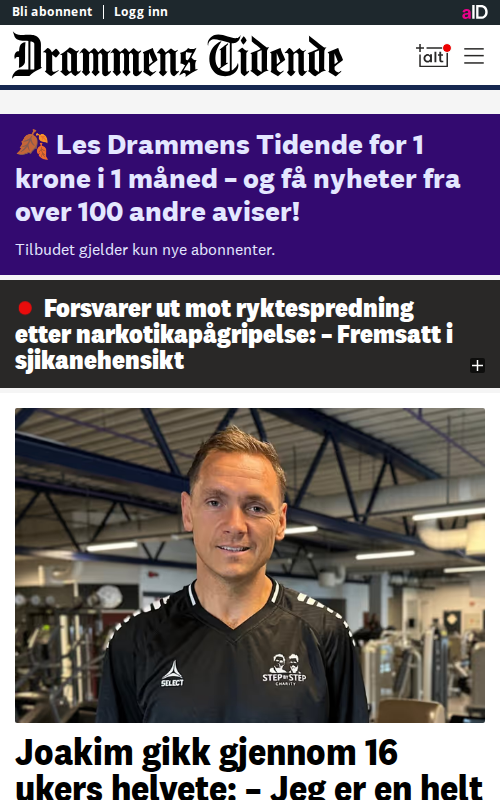 Bli abonnent | Logg inn
aID
Drammens Tidende
+alt
🍂 Les Drammens Tidende for 1
krone i 1 måned – og få nyheter fra
over 100 andre aviser!
Tilbudet gjelder kun nye abonnenter.
Forsvarer ut mot ryktespredning
etter narkotikapågripelse: – Fremsatt i
sjikanehensikt
SELECT
STEP BY STEP
CHARITY
Joakim gikk gjennom 16
ukers helvete: – Jeg er en helt